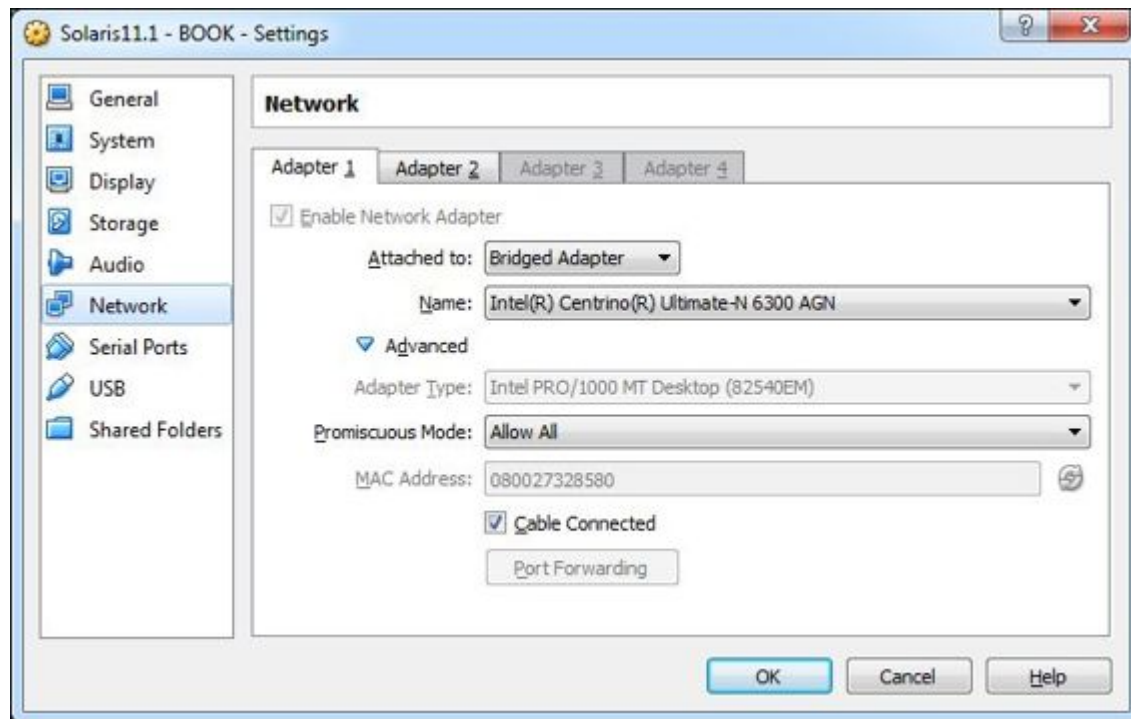 Solaris11.1 - BOOK - Settings
General
System
Display
Storage
Audio
Network
Serial Ports
USB
Shared Folders
Network
Adapter 1 Adapter 2 Adapter 3 Adapter 4
Enable Network Adapter
Attached to: Bridged Adapter
Name: Intel(R) Centrino(R) Ultimate-N 6300 AGN
Advanced
Adapter Type: Intel PRO/1000 MT Desktop (82540EM)
Promiscuous Mode: Allow All
MAC Address: 080027328580
Cable Connected
Port Forwarding
OK Cancel Help